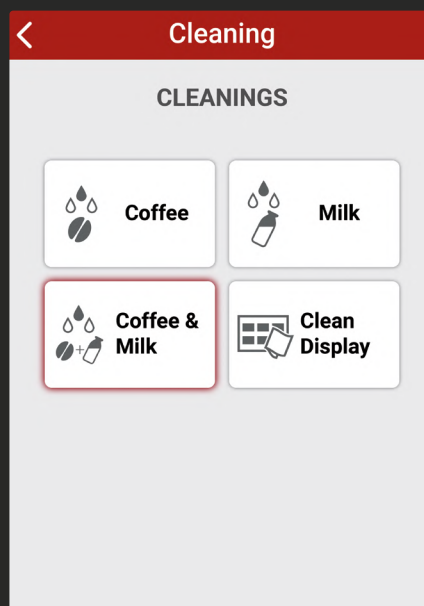 Cleaning
CLEANINGS
Coffee
Milk
Coffee &
Milk
Clean
Display